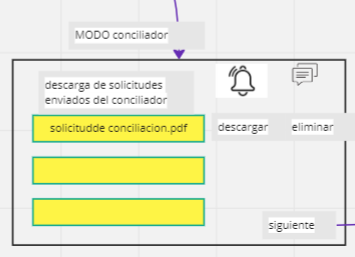 MODO conciliador
descarga de solicitudes
enviados del conciliador
solicitudde conciliacion.pdf
descargar
eliminar
siguiente